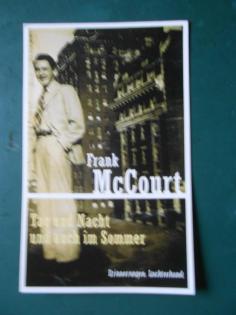 Frank
McCourt
Tag und Nacht
und auch im Sommer
Erinnerungen. Luchterhand.